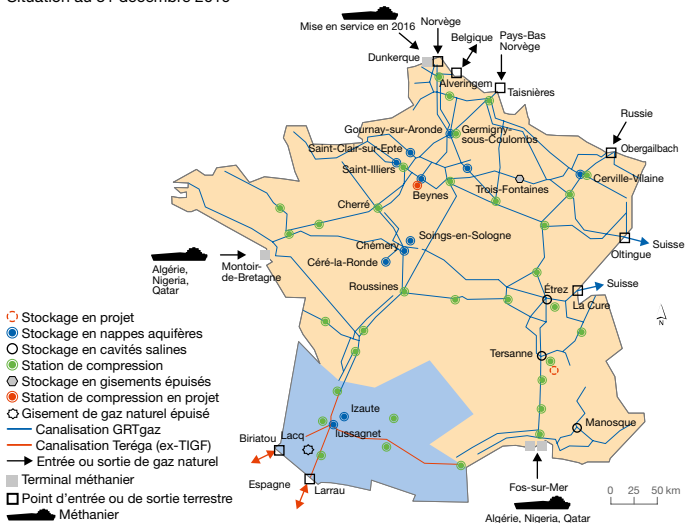 Mise en service en 2016
Norvège
Belgique
Pays-Bas
Norvège
Dunkerque
Alveringem
Taisnières
Russie
Gournay-sur-Aronde
Germigny-
sous-Coulombs
Obergailbach
Saint-Clair-sur-Epte
Saint-Illiers
Trois-Fontaines
Cerville-Vilaine
Beynes
Cherré
Soings-en-Sologne
Chémery
Suisse
Oltingue
Céré-la-Ronde
Algérie,
Nigeria,
Qatar
Montoir-
de-Bretagne
Roussines
Étrez
Suisse
La Cure
N
Stockage en projet
Stockage en nappes aquifères
Stockage en cavités salines
Station de compression
Stockage en gisements épuisés
Station de compression en projet
Gisement de gaz naturel épuisé
Canalisation GRTgaz
Canalisation Teréga (ex-TIGF)
Entrée ou sortie de gaz naturel
Terminal méthanier
Point d'entrée ou de sortie terrestre
Méthanier
Tersanne
Izaute
Iussagnet
Manosque
Biriatou
Lacq
Espagne
Larrau
Fos-sur-Mer
Algérie, Nigeria, Qatar
0 25 50 km